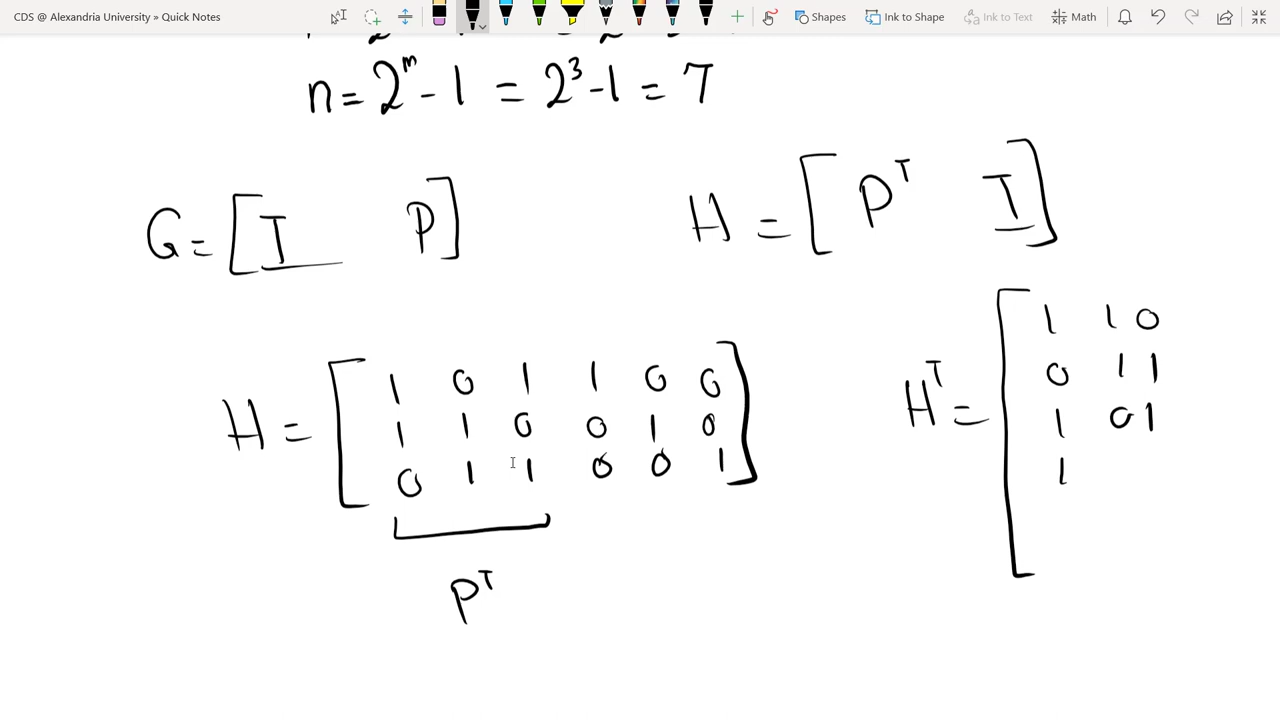 CDS @ Alexandria University » Quick Notes Shapes Ink to Shape Ink to Text Math
n = 2^m - 1 = 2^3 - 1 = 7
G = [ I P ] H = [ P^T I ]
H = [ 1 0 1 1 0 0
1 1 0 0 1 0
0 1 1 0 0 1 ]
P^T
H^T = [ 1 1 0
0 1 1
1 0 1
1